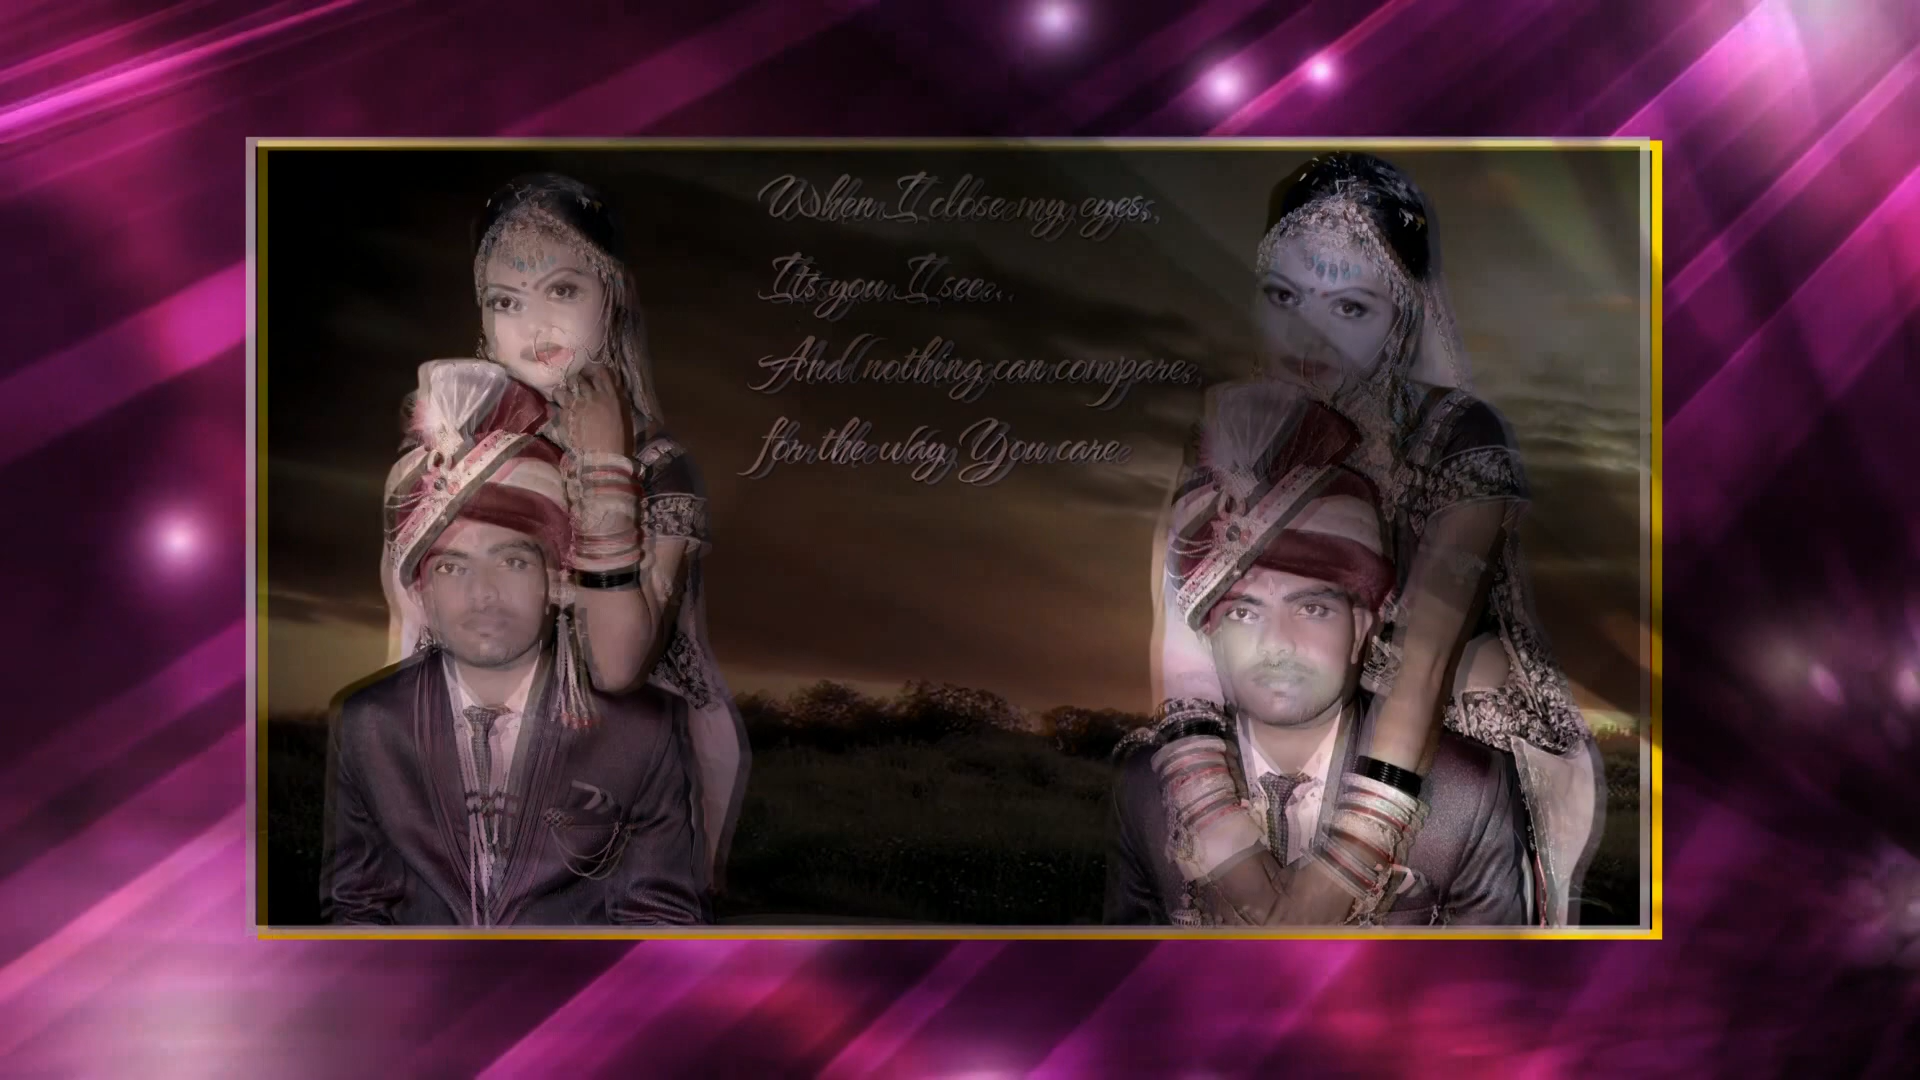 When I close my eyes,
Its you I see..
And nothing can compare,
for the way You care